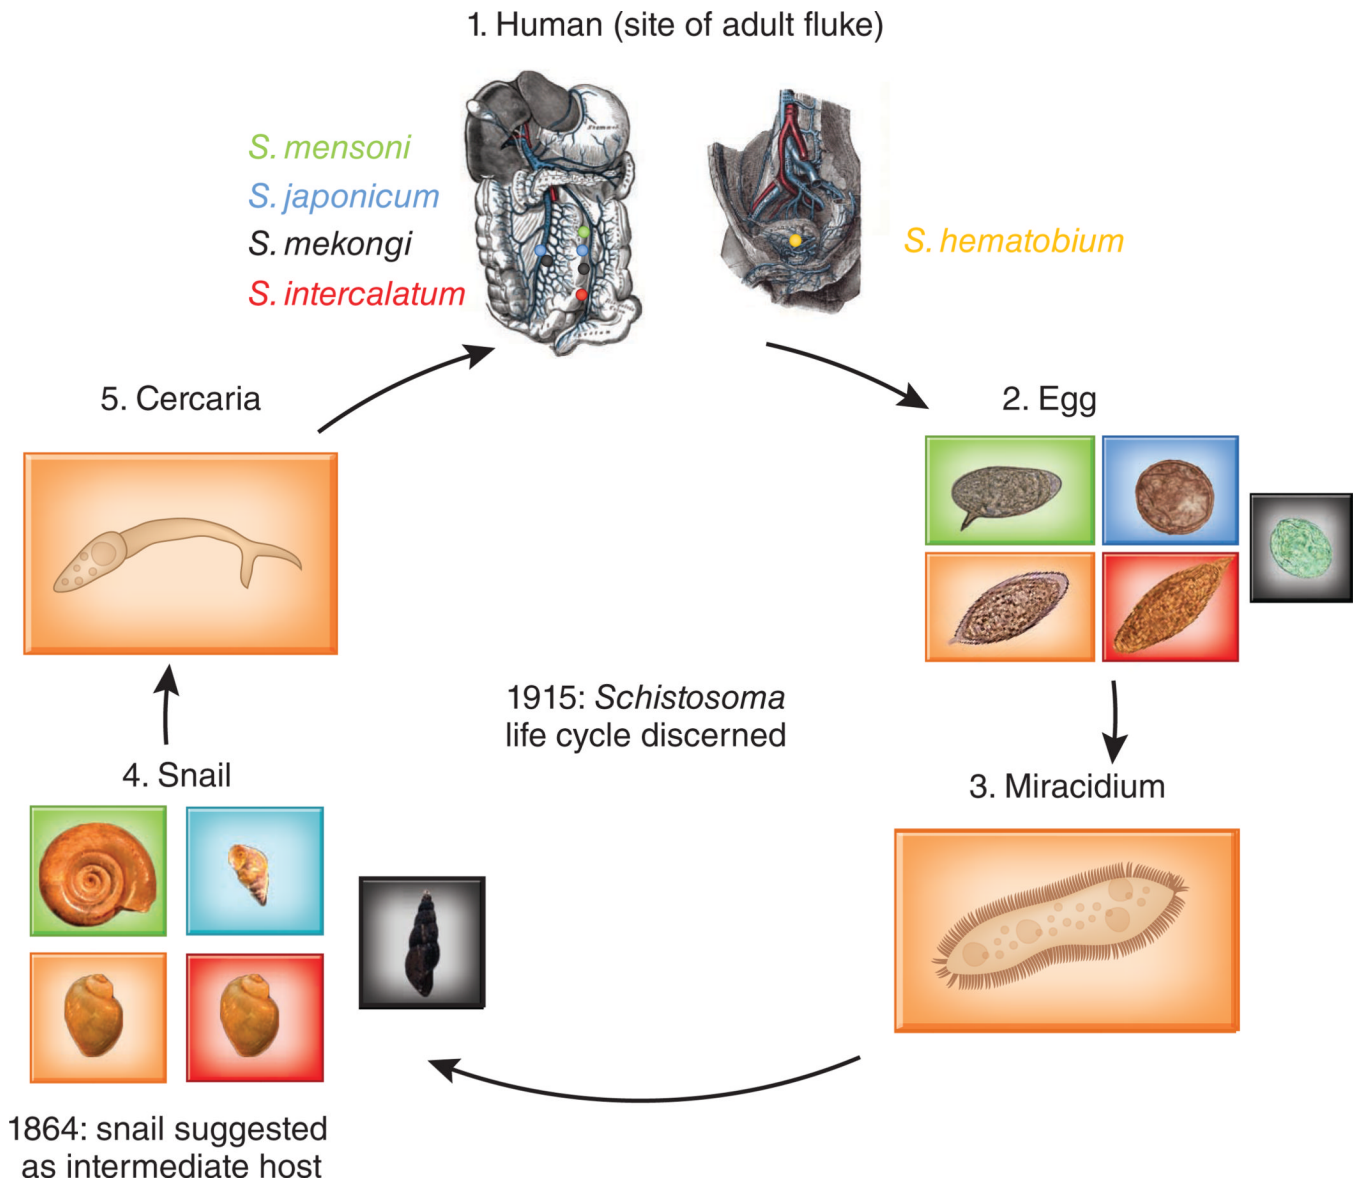 1. Human (site of adult fluke)
S. mensoni
S. japonicum
S. mekongi
S. intercalatum
S. hematobium
5. Cercaria
2. Egg
1915: Schistosoma
life cycle discerned
4. Snail
3. Miracidium
1864: snail suggested
as intermediate host